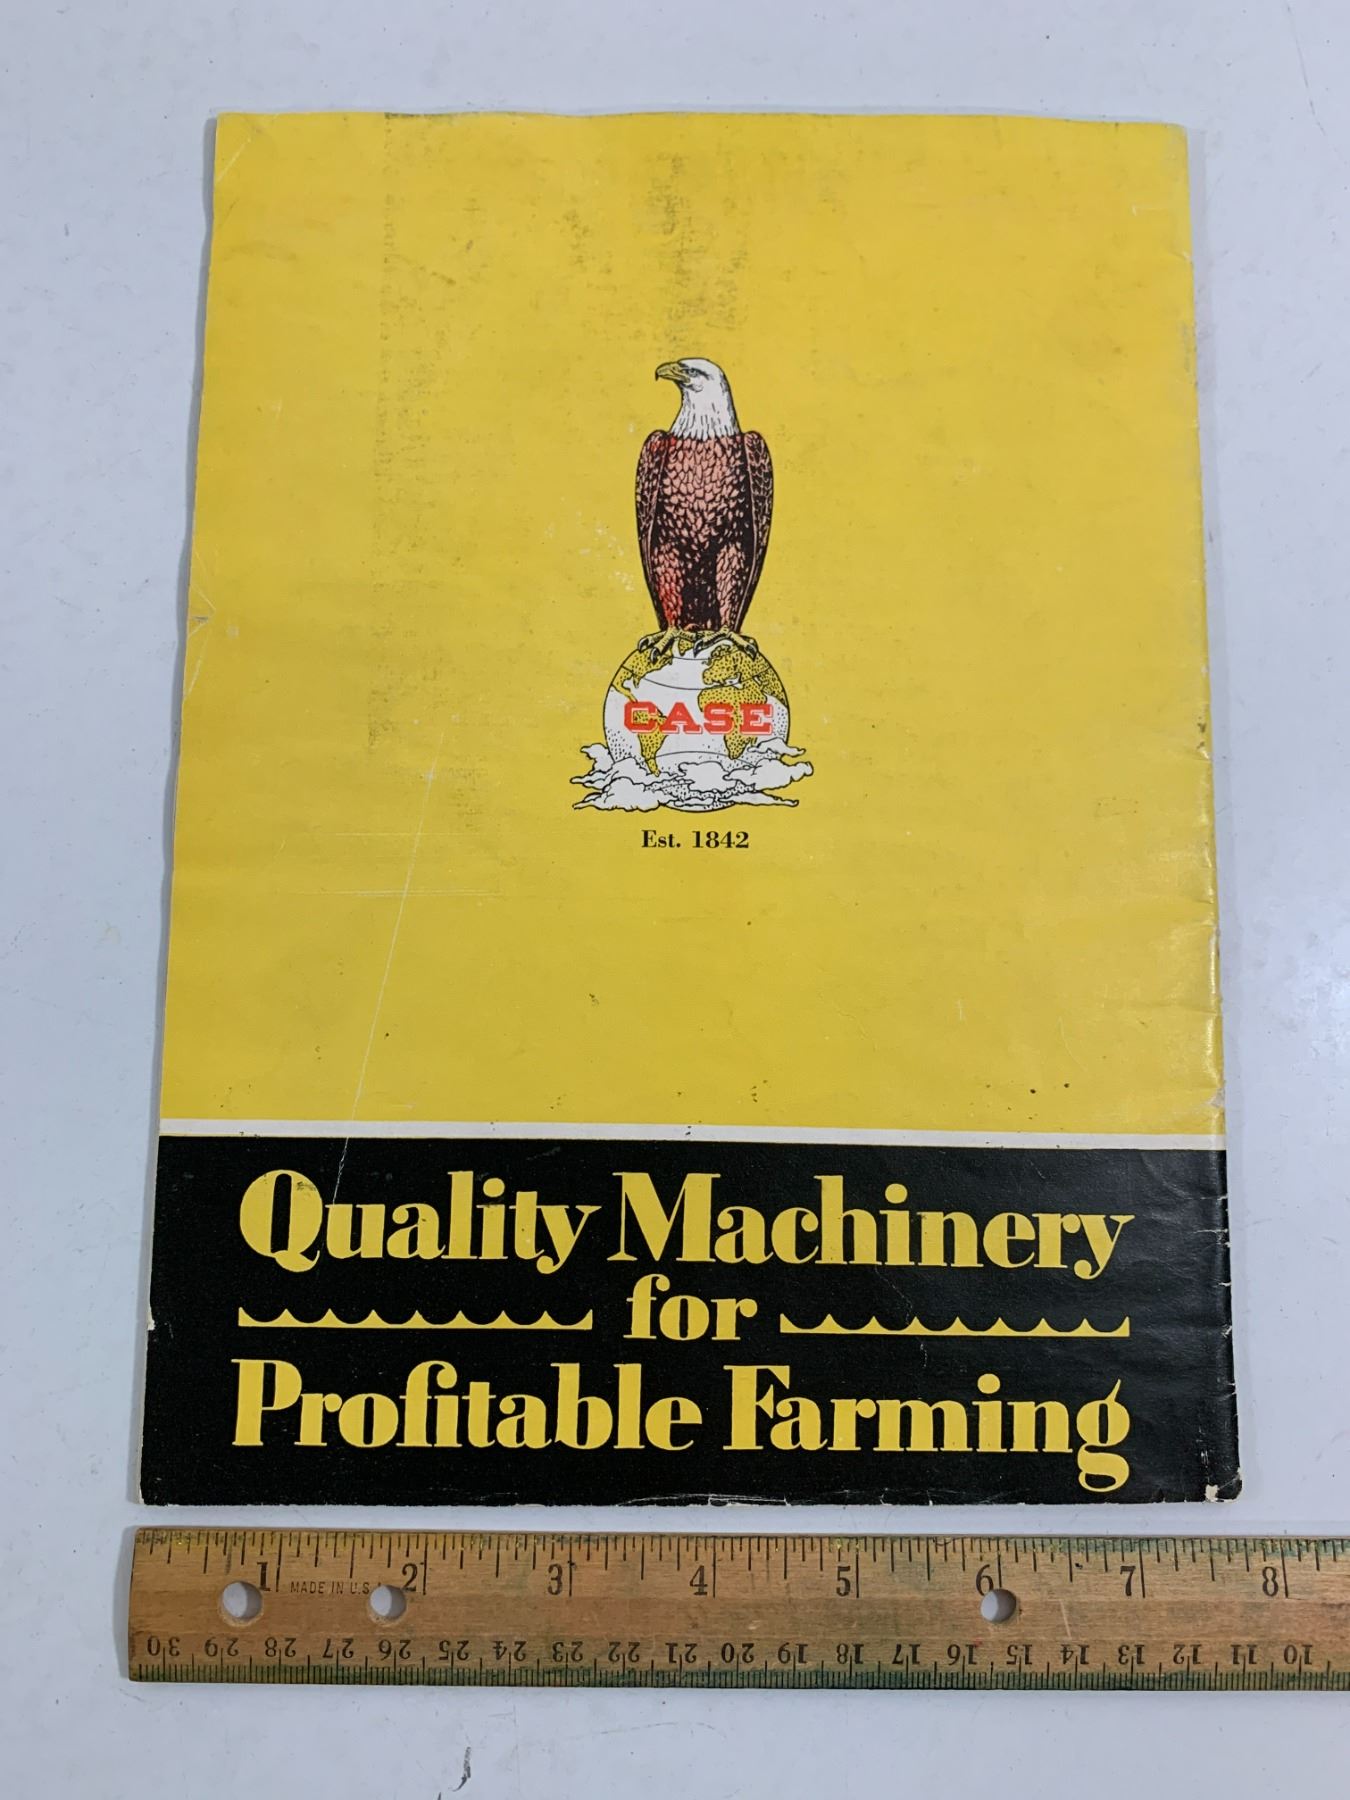 CASE
Est. 1842
Quality Machinery
for
Profitable Farming
1 MADE IN U.S. 2 3 4 5 6 7 8
30 29 28 27 26 25 24 23 22 21 20 19 18 17 16 15 14 13 12 11 10